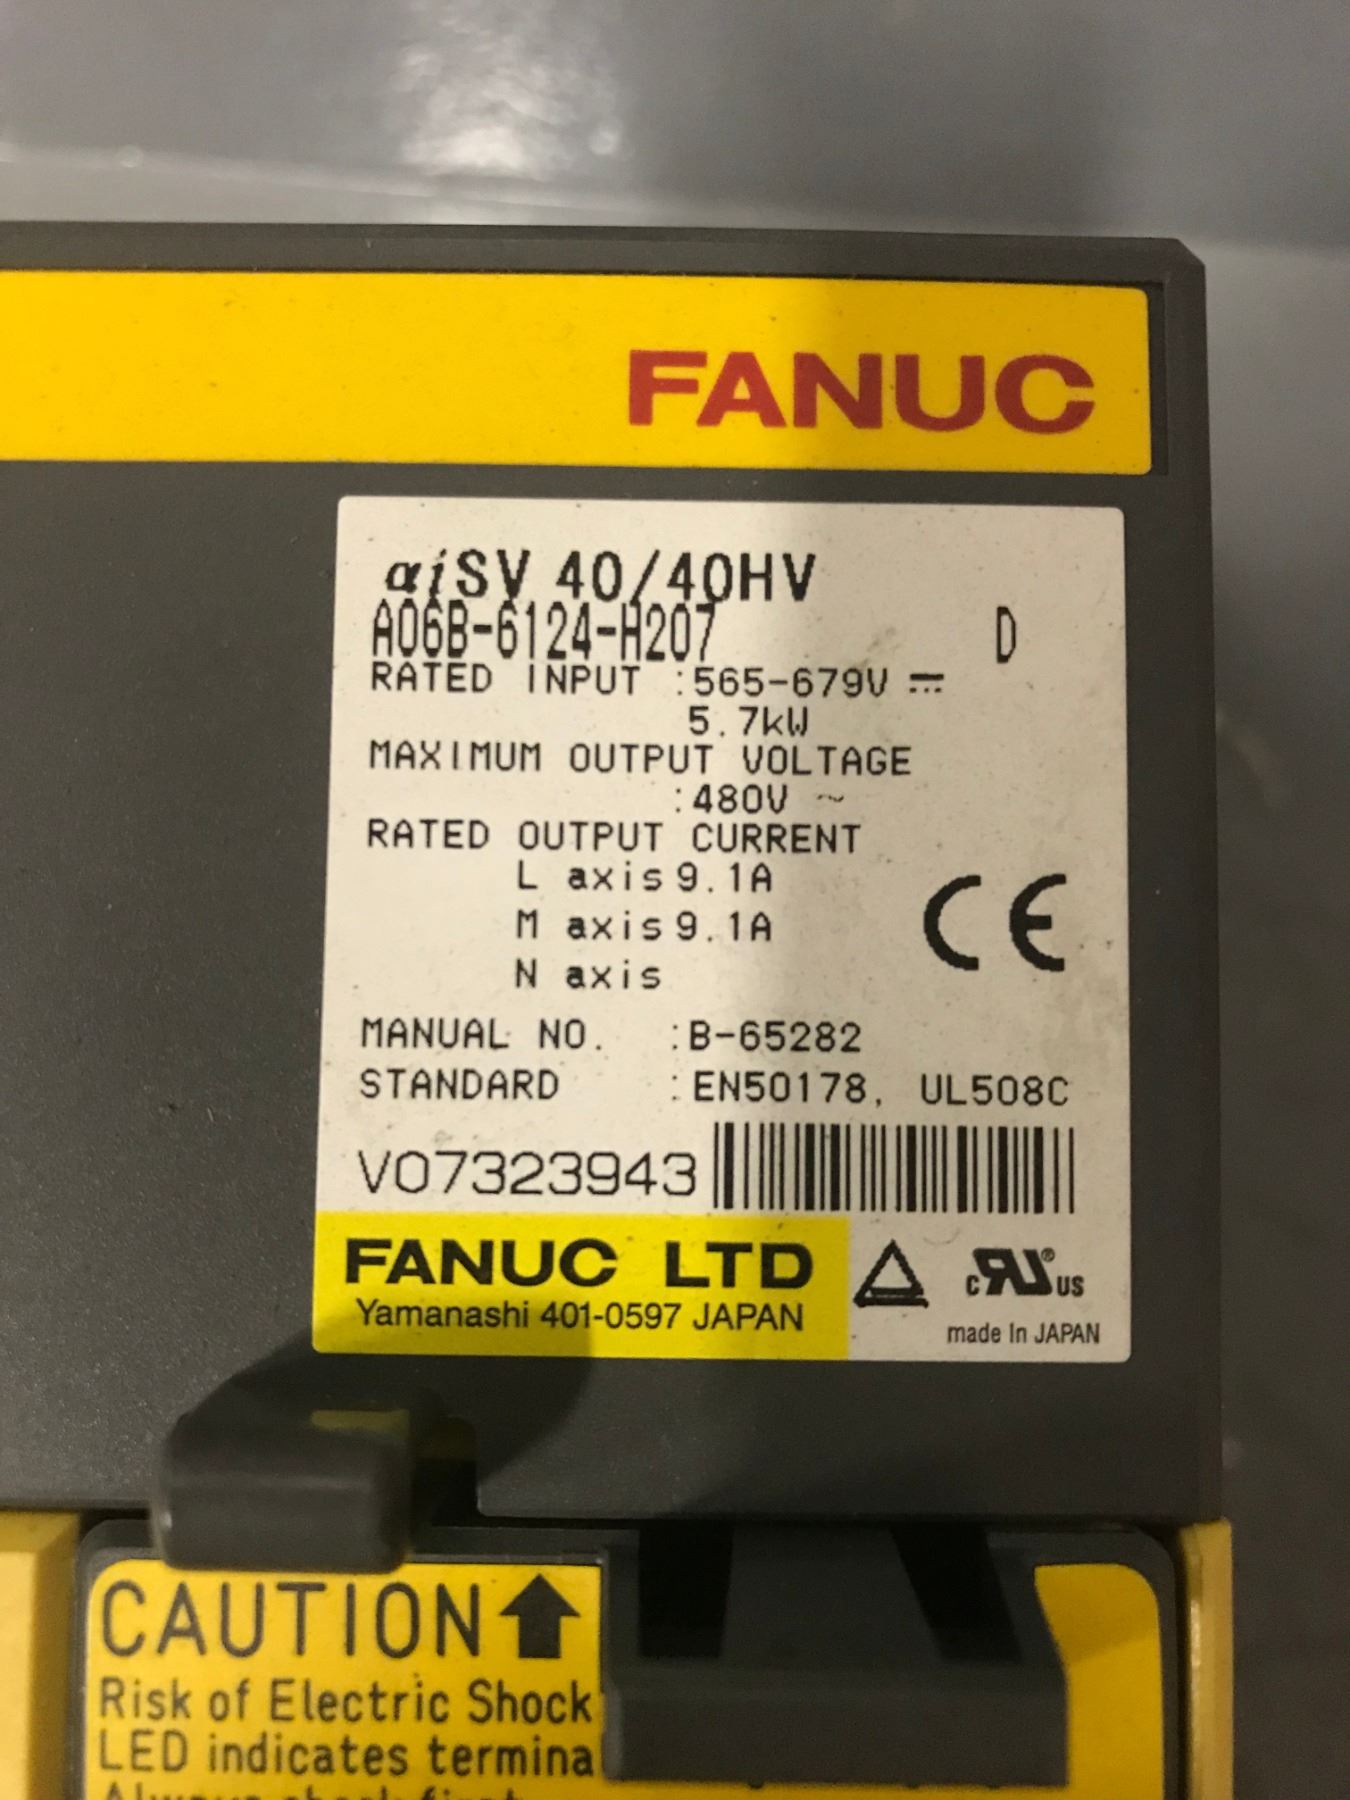 FANUC
αiSV 40/40HV
A06B-6124-H207 D
RATED INPUT :565-679V ⎓
5.7kW
MAXIMUM OUTPUT VOLTAGE
:480V ~
RATED OUTPUT CURRENT
L axis 9.1A
M axis 9.1A
N axis
CE
MANUAL NO. :B-65282
STANDARD :EN50178, UL508C
V07323943
FANUC LTD
Yamanashi 401-0597 JAPAN
c RU ® US
made In JAPAN
CAUTION
Risk of Electric Shock
LED indicates termina